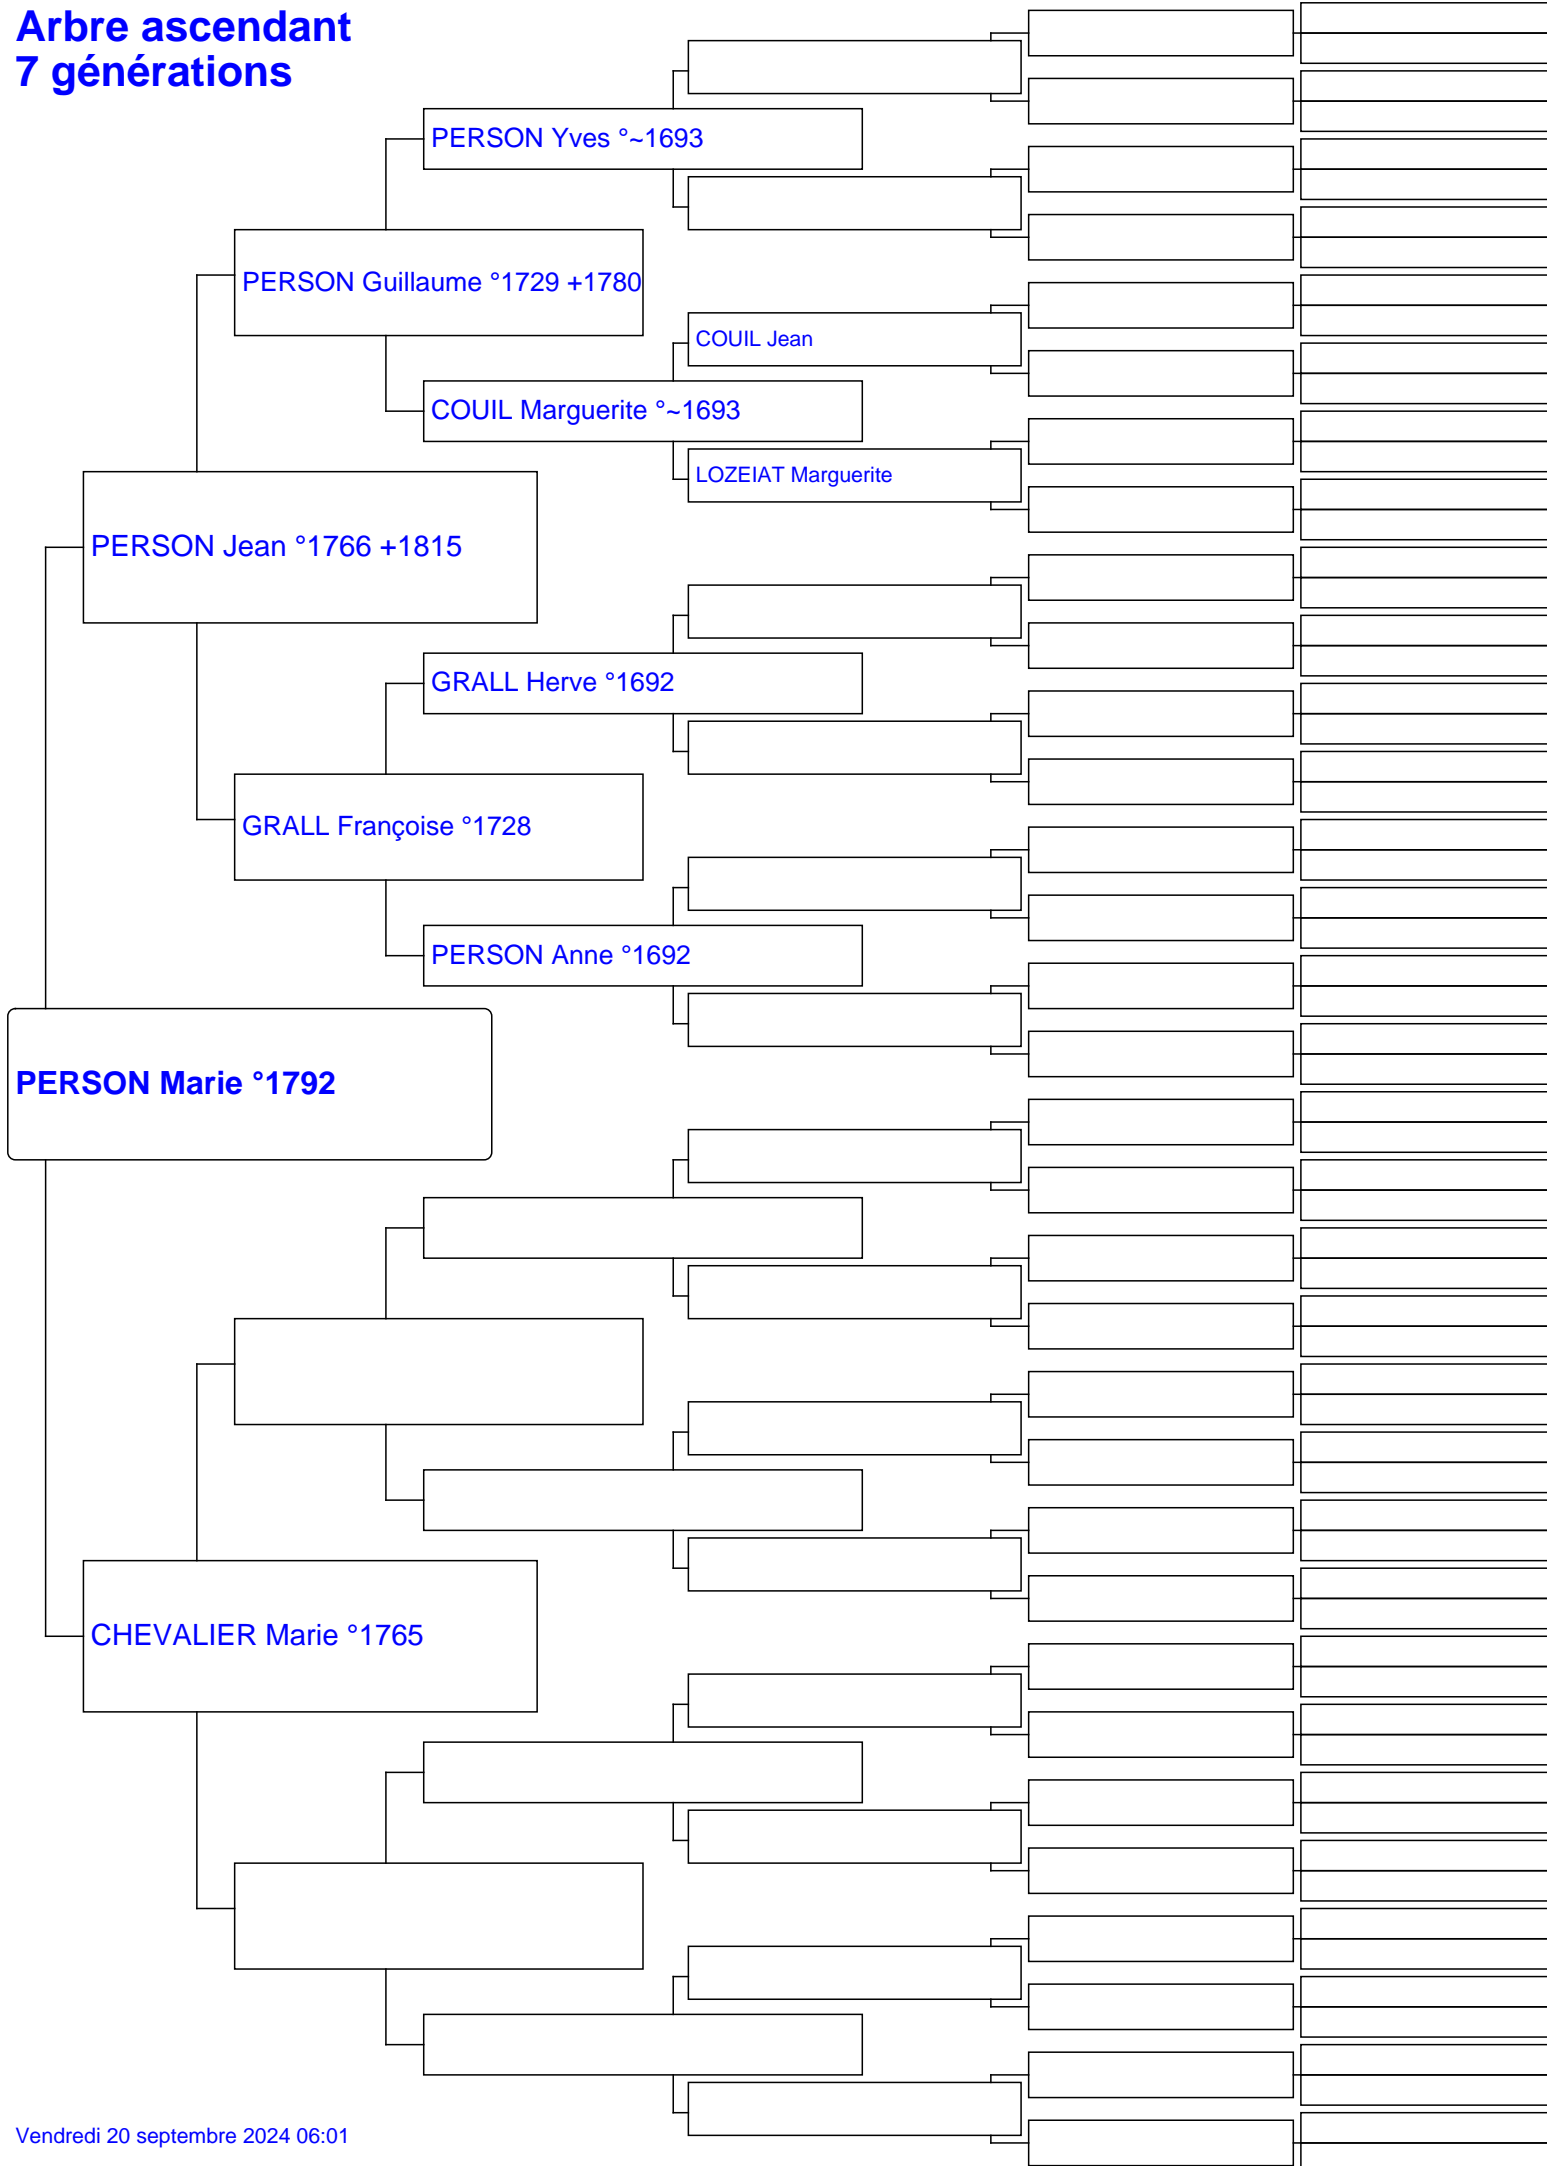 Arbre ascendant
7 générations
PERSON Yves °~1693
PERSON Guillaume °1729 +1780
COUIL Jean
COUIL Marguerite °~1693
LOZEIAT Marguerite
PERSON Jean °1766 +1815
GRALL Herve °1692
GRALL Françoise °1728
PERSON Anne °1692
PERSON Marie °1792
CHEVALIER Marie °1765
Vendredi 20 septembre 2024 06:01